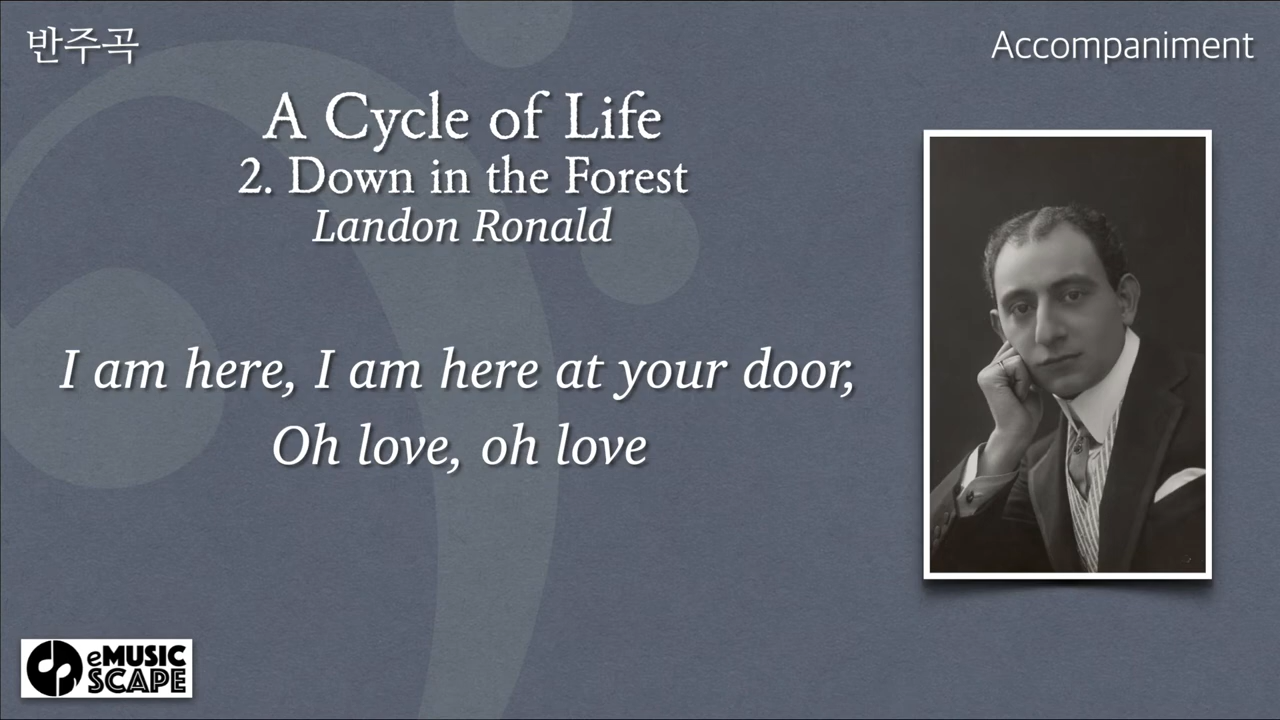 반주곡
Accompaniment
A Cycle of Life
2. Down in the Forest
Landon Ronald
I am here, I am here at your door,
Oh love, oh love
eMUSIC
SCAPE